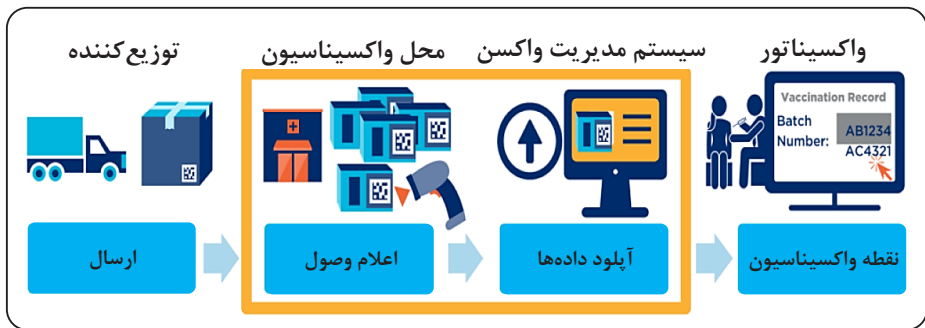 توزیع‌کننده
محل واکسیناسیون
سیستم مدیریت واکسن
واکسیناتور
Vaccination Record
Batch
Number:
AB1234
AC4321
ارسال
اعلام وصول
آپلود داده‌ها
نقطه واکسیناسیون